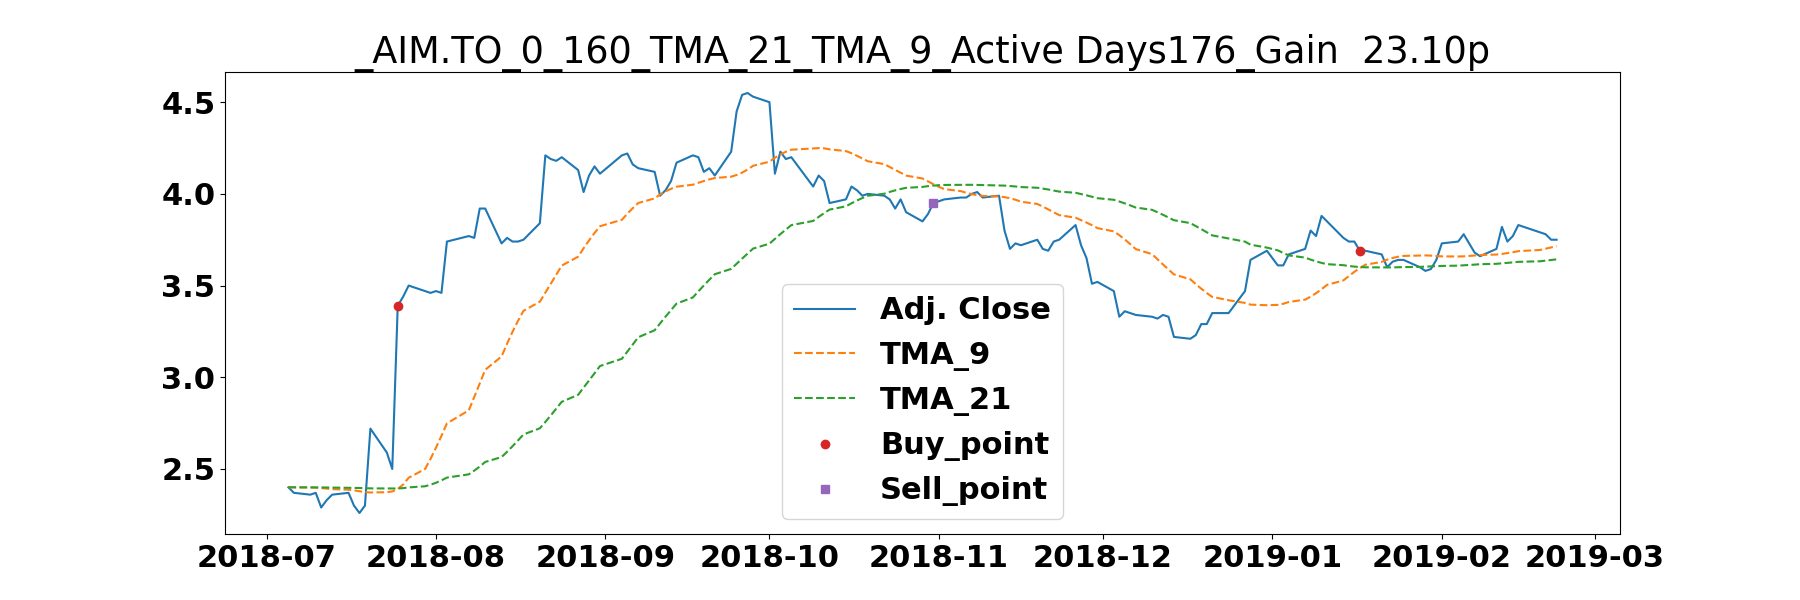 _AIM.TO_0_160_TMA_21_TMA_9_Active Days176_Gain  23.10p
4.5
4.0
3.5
3.0
2.5
Adj. Close
TMA_9
TMA_21
Buy_point
Sell_point
2018-07 2018-08 2018-09 2018-10 2018-11 2018-12 2019-01 2019-02 2019-03